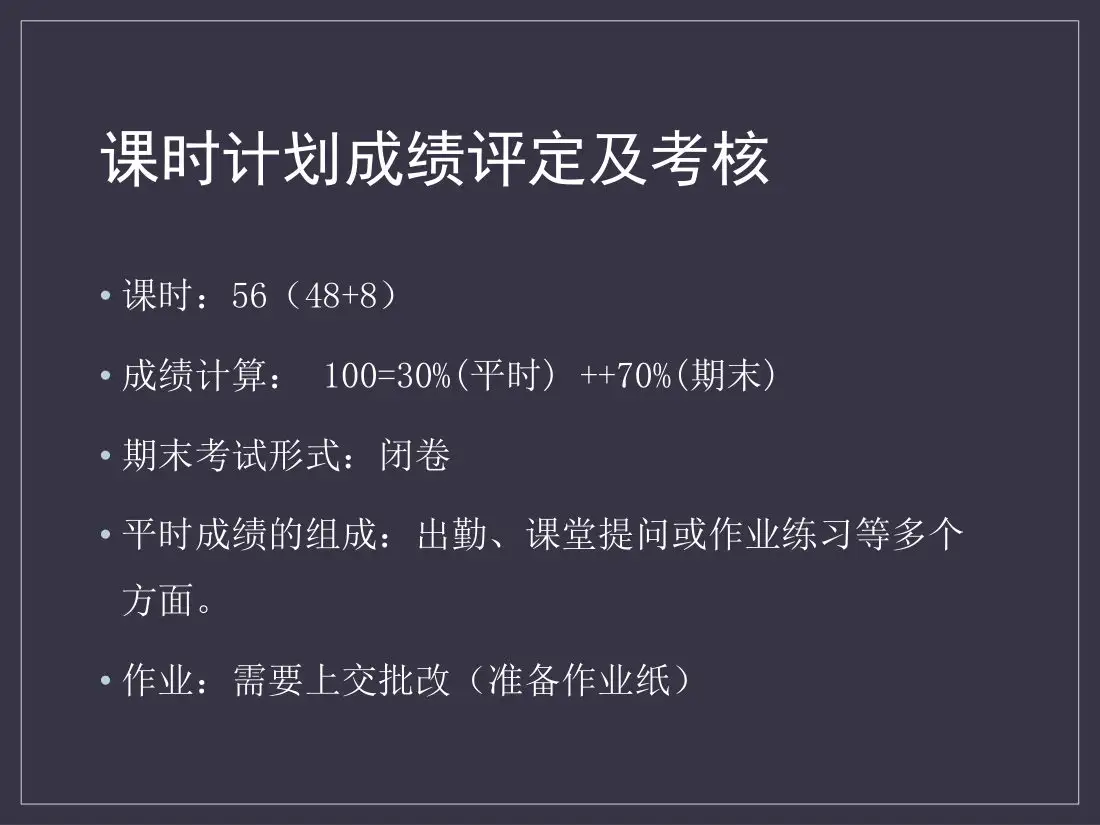 课时计划成绩评定及考核
• 课时：56（48+8）
• 成绩计算： 100=30%(平时) ++70%(期末)
• 期末考试形式：闭卷
• 平时成绩的组成：出勤、课堂提问或作业练习等多个
方面。
• 作业：需要上交批改（准备作业纸）